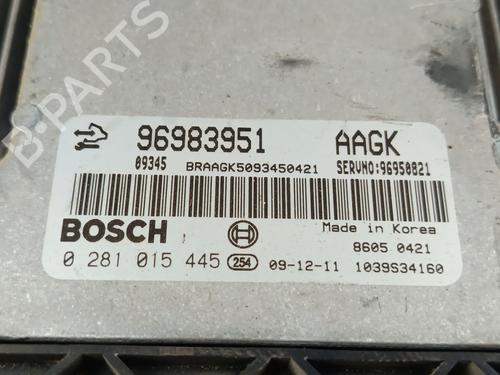 B-PARTS
96983951 AAGK
09345 BRAAGK5093450421 SERVNO:96950821
BOSCH Made in Korea
8605 0421
0 281 015 445 254 09-12-11 1039S34160